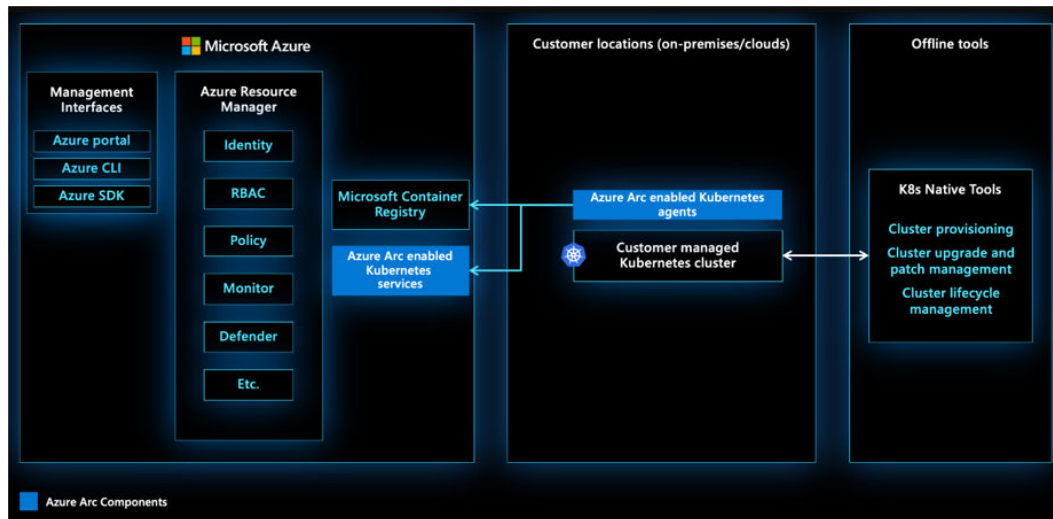 Microsoft Azure
Management
Interfaces
Azure portal
Azure CLI
Azure SDK
Azure Resource
Manager
Identity
RBAC
Policy
Monitor
Defender
Etc.
Microsoft Container
Registry
Azure Arc enabled
Kubernetes
services
Customer locations (on-premises/clouds)
Azure Arc enabled Kubernetes
agents
Customer managed
Kubernetes cluster
Offline tools
K8s Native Tools
Cluster provisioning
Cluster upgrade and
patch management
Cluster lifecycle
management
Azure Arc Components